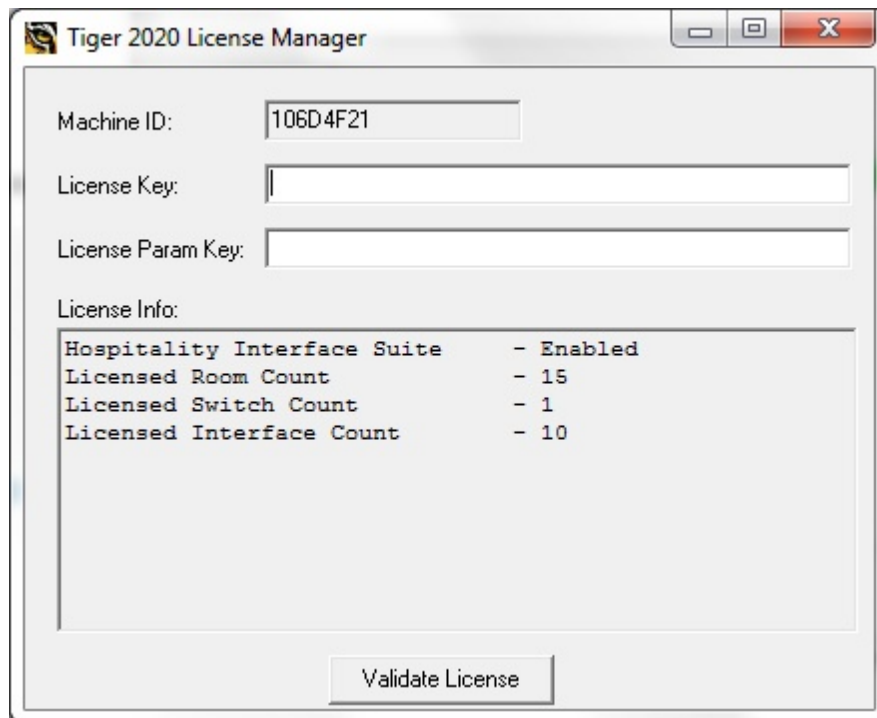 Tiger 2020 License Manager
Machine ID: 106D4F21
License Key:
License Param Key:
License Info:
Hospitality Interface Suite - Enabled
Licensed Room Count - 15
Licensed Switch Count - 1
Licensed Interface Count - 10
Validate License